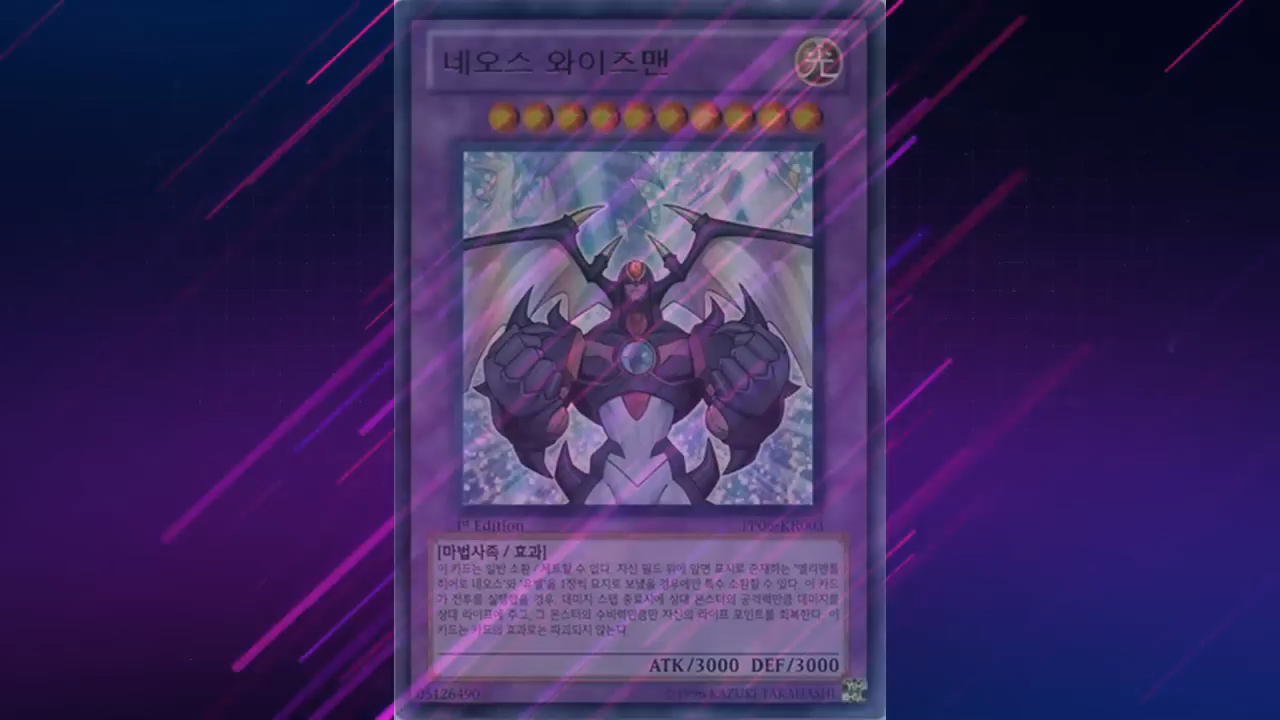 네오스 와이즈맨
光
1st Edition PP06-KR003
[마법사족 / 효과]
이 카드는 일반 소환 / 세트할 수 없다. 자신 필드 위에 앞면 표시로 존재하는 "엘리멘틀
히어로 네오스"와 "유벨"을 1장씩 묘지로 보냈을 경우에만 특수 소환할 수 있다. 이 카드
가 전투를 실행했을 경우, 데미지 스텝 종료시에 상대 몬스터의 공격력만큼 데미지를
상대 라이프에 주고, 그 몬스터의 수비력만큼 자신의 라이프 포인트를 회복한다. 이
카드는 카드의 효과로는 파괴되지 않는다.
ATK/3000 DEF/3000
05126490 ©1996 KAZUKI TAKAHASHI